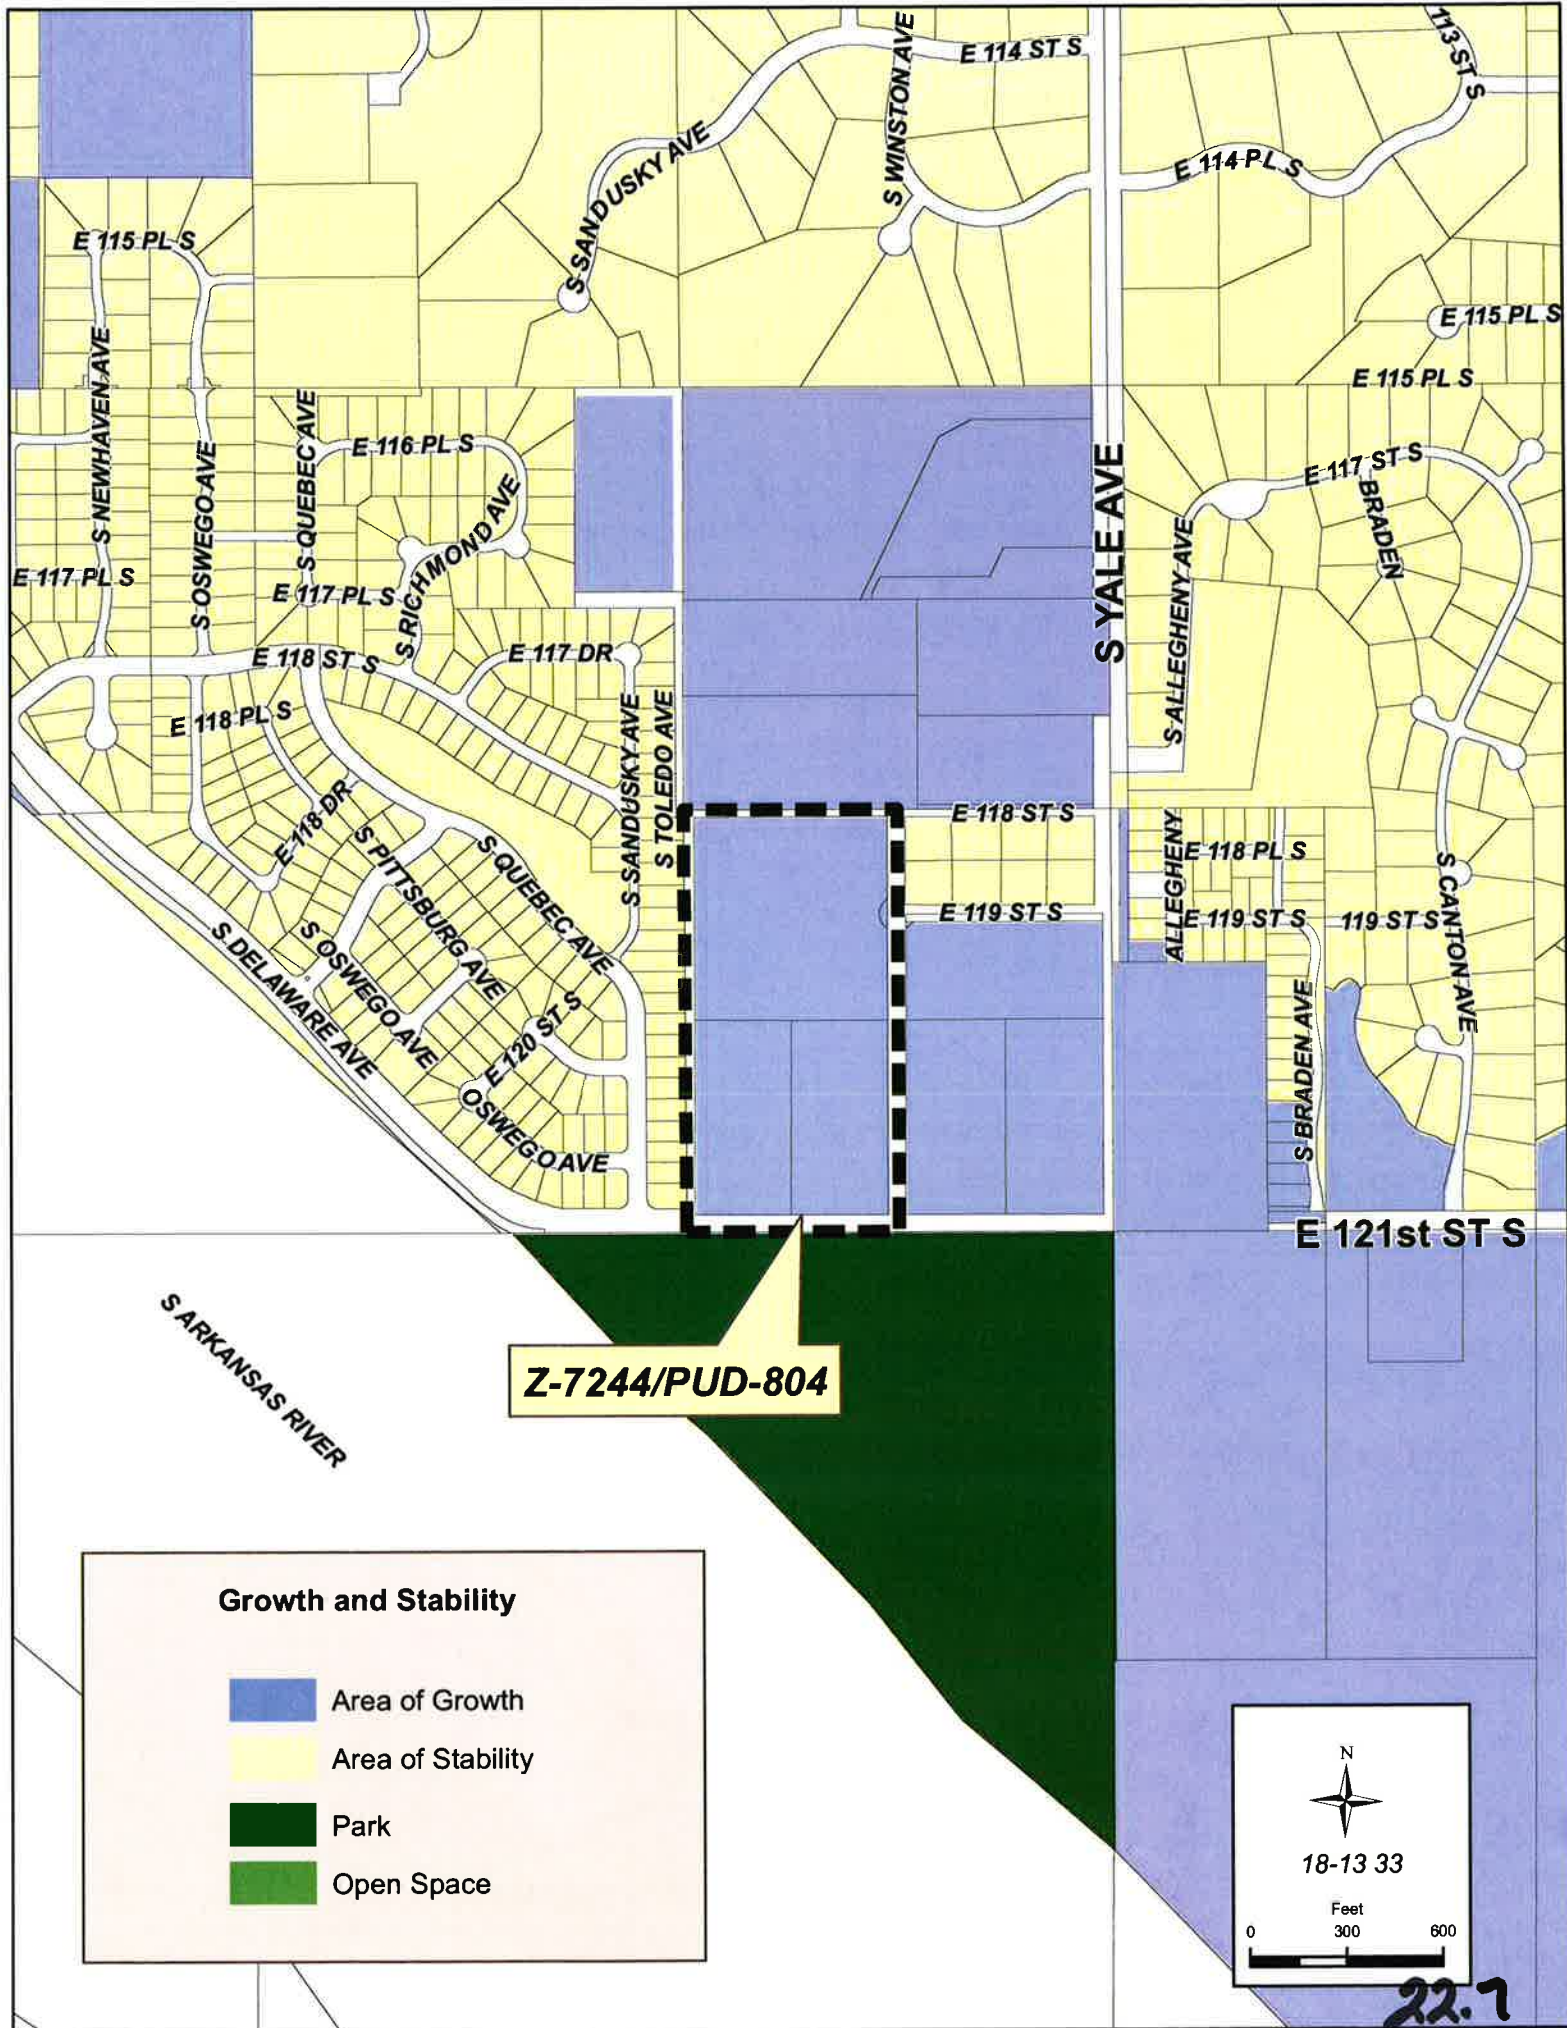 113 ST S
E 114 ST S
S WINSTON AVE
S SANDUSKY AVE
E 114 PL S
E 115 PL S
E 115 PL S
E 115 PL S
S NEWHAVEN AVE
S OSWEGO AVE
S QUEBEC AVE
E 116 PL S
S RICHMOND AVE
S YALE AVE
E 117 ST S
BRADEN
S ALLEGHENY AVE
E 117 PL S
E 117 PL S
E 118 ST S
E 117 DR
S SANDUSKY AVE
S TOLEDO AVE
E 118 PL S
E 118 DR
S PITTSBURG AVE
S QUEBEC AVE
E 118 ST S
ALLEGHENY
E 118 PL S
S CANTON AVE
E 119 ST S
E 119 ST S
119 ST S
S DELAWARE AVE
S OSWEGO AVE
E 120 ST S
OSWEGO AVE
S BRADEN AVE
E 121st ST S
S ARKANSAS RIVER
Z-7244/PUD-804
Growth and Stability
Area of Growth
Area of Stability
Park
Open Space
N
18-13 33
Feet
0 300 600
22.7